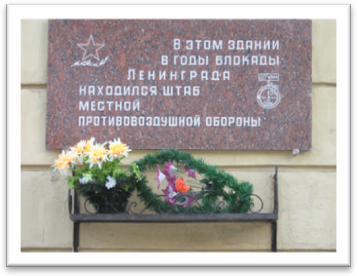 В этом здании
в годы блокады
Ленинграда
находился штаб
местной
противовоздушной обороны